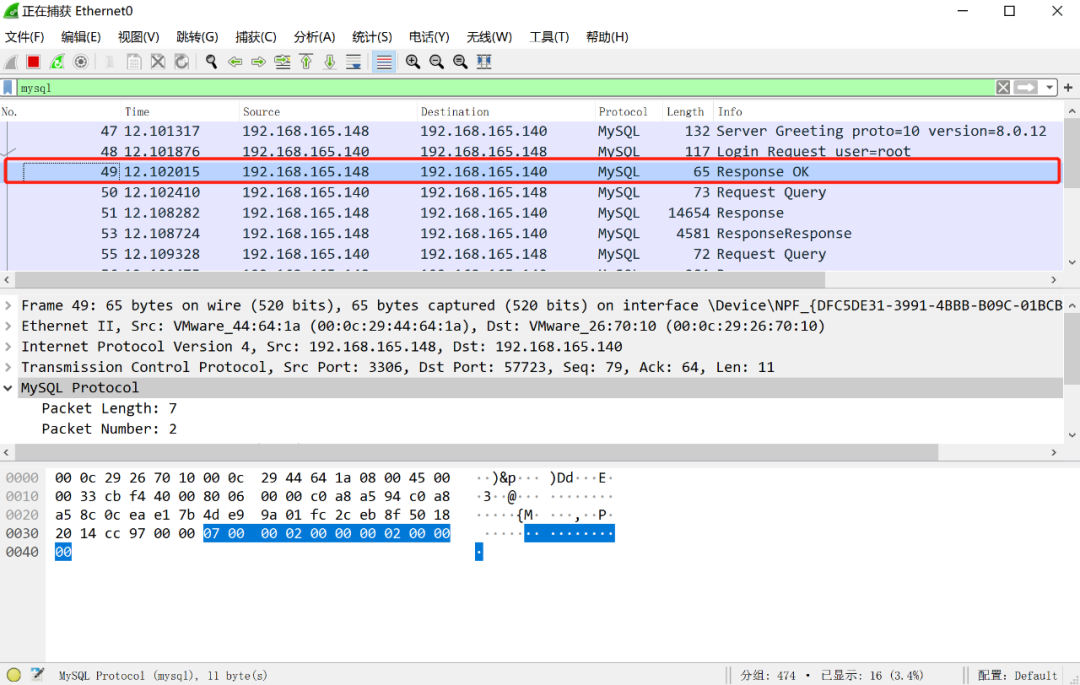 正在捕获 Ethernet0
文件(F) 编辑(E) 视图(V) 跳转(G) 捕获(C) 分析(A) 统计(S) 电话(Y) 无线(W) 工具(T) 帮助(H)
mysql
No. Time Source Destination Protocol Length Info
47 12.101317 192.168.165.148 192.168.165.140 MySQL 132 Server Greeting proto=10 version=8.0.12
48 12.101876 192.168.165.140 192.168.165.148 MySQL 117 Login Request user=root
49 12.102015 192.168.165.148 192.168.165.140 MySQL 65 Response OK
50 12.102410 192.168.165.140 192.168.165.148 MySQL 73 Request Query
51 12.108282 192.168.165.148 192.168.165.140 MySQL 14654 Response
53 12.108724 192.168.165.148 192.168.165.140 MySQL 4581 ResponseResponse
55 12.109328 192.168.165.140 192.168.165.148 MySQL 72 Request Query
Frame 49: 65 bytes on wire (520 bits), 65 bytes captured (520 bits) on interface \Device\NPF_{DFC5DE31-3991-4BBB-B09C-01BCB
Ethernet II, Src: VMware_44:64:1a (00:0c:29:44:64:1a), Dst: VMware_26:70:10 (00:0c:29:26:70:10)
Internet Protocol Version 4, Src: 192.168.165.148, Dst: 192.168.165.140
Transmission Control Protocol, Src Port: 3306, Dst Port: 57723, Seq: 79, Ack: 64, Len: 11
MySQL Protocol
Packet Length: 7
Packet Number: 2
0000 00 0c 29 26 70 10 00 0c 29 44 64 1a 08 00 45 00 ··)&p··· )Dd···E·
0010 00 33 cb f4 40 00 80 06 00 00 c0 a8 a5 94 c0 a8 ·3··@··· ········
0020 a5 8c 0c ea e1 7b 4d e9 9a 01 fc 2c eb 8f 50 18 ·····{M· ···,··P·
0030 20 14 cc 97 00 00 07 00 00 02 00 00 00 02 00 00 ······· ········
0040 00 ·
MySQL Protocol (mysql), 11 byte(s) 分组: 474 · 已显示: 16 (3.4%) 配置: Default